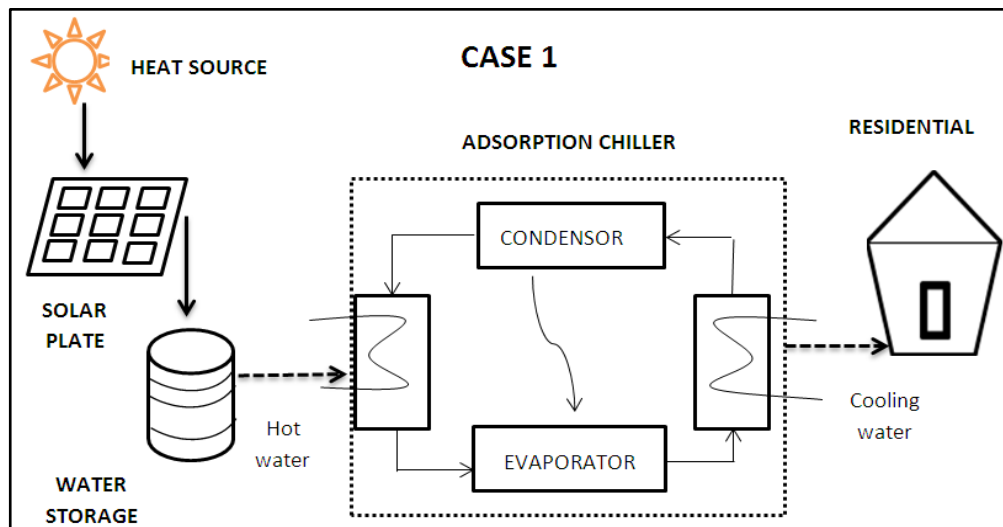 CASE 1
HEAT SOURCE
RESIDENTIAL
ADSORPTION CHILLER
CONDENSOR
SOLAR
PLATE
Hot
water
EVAPORATOR
Cooling
water
WATER
STORAGE